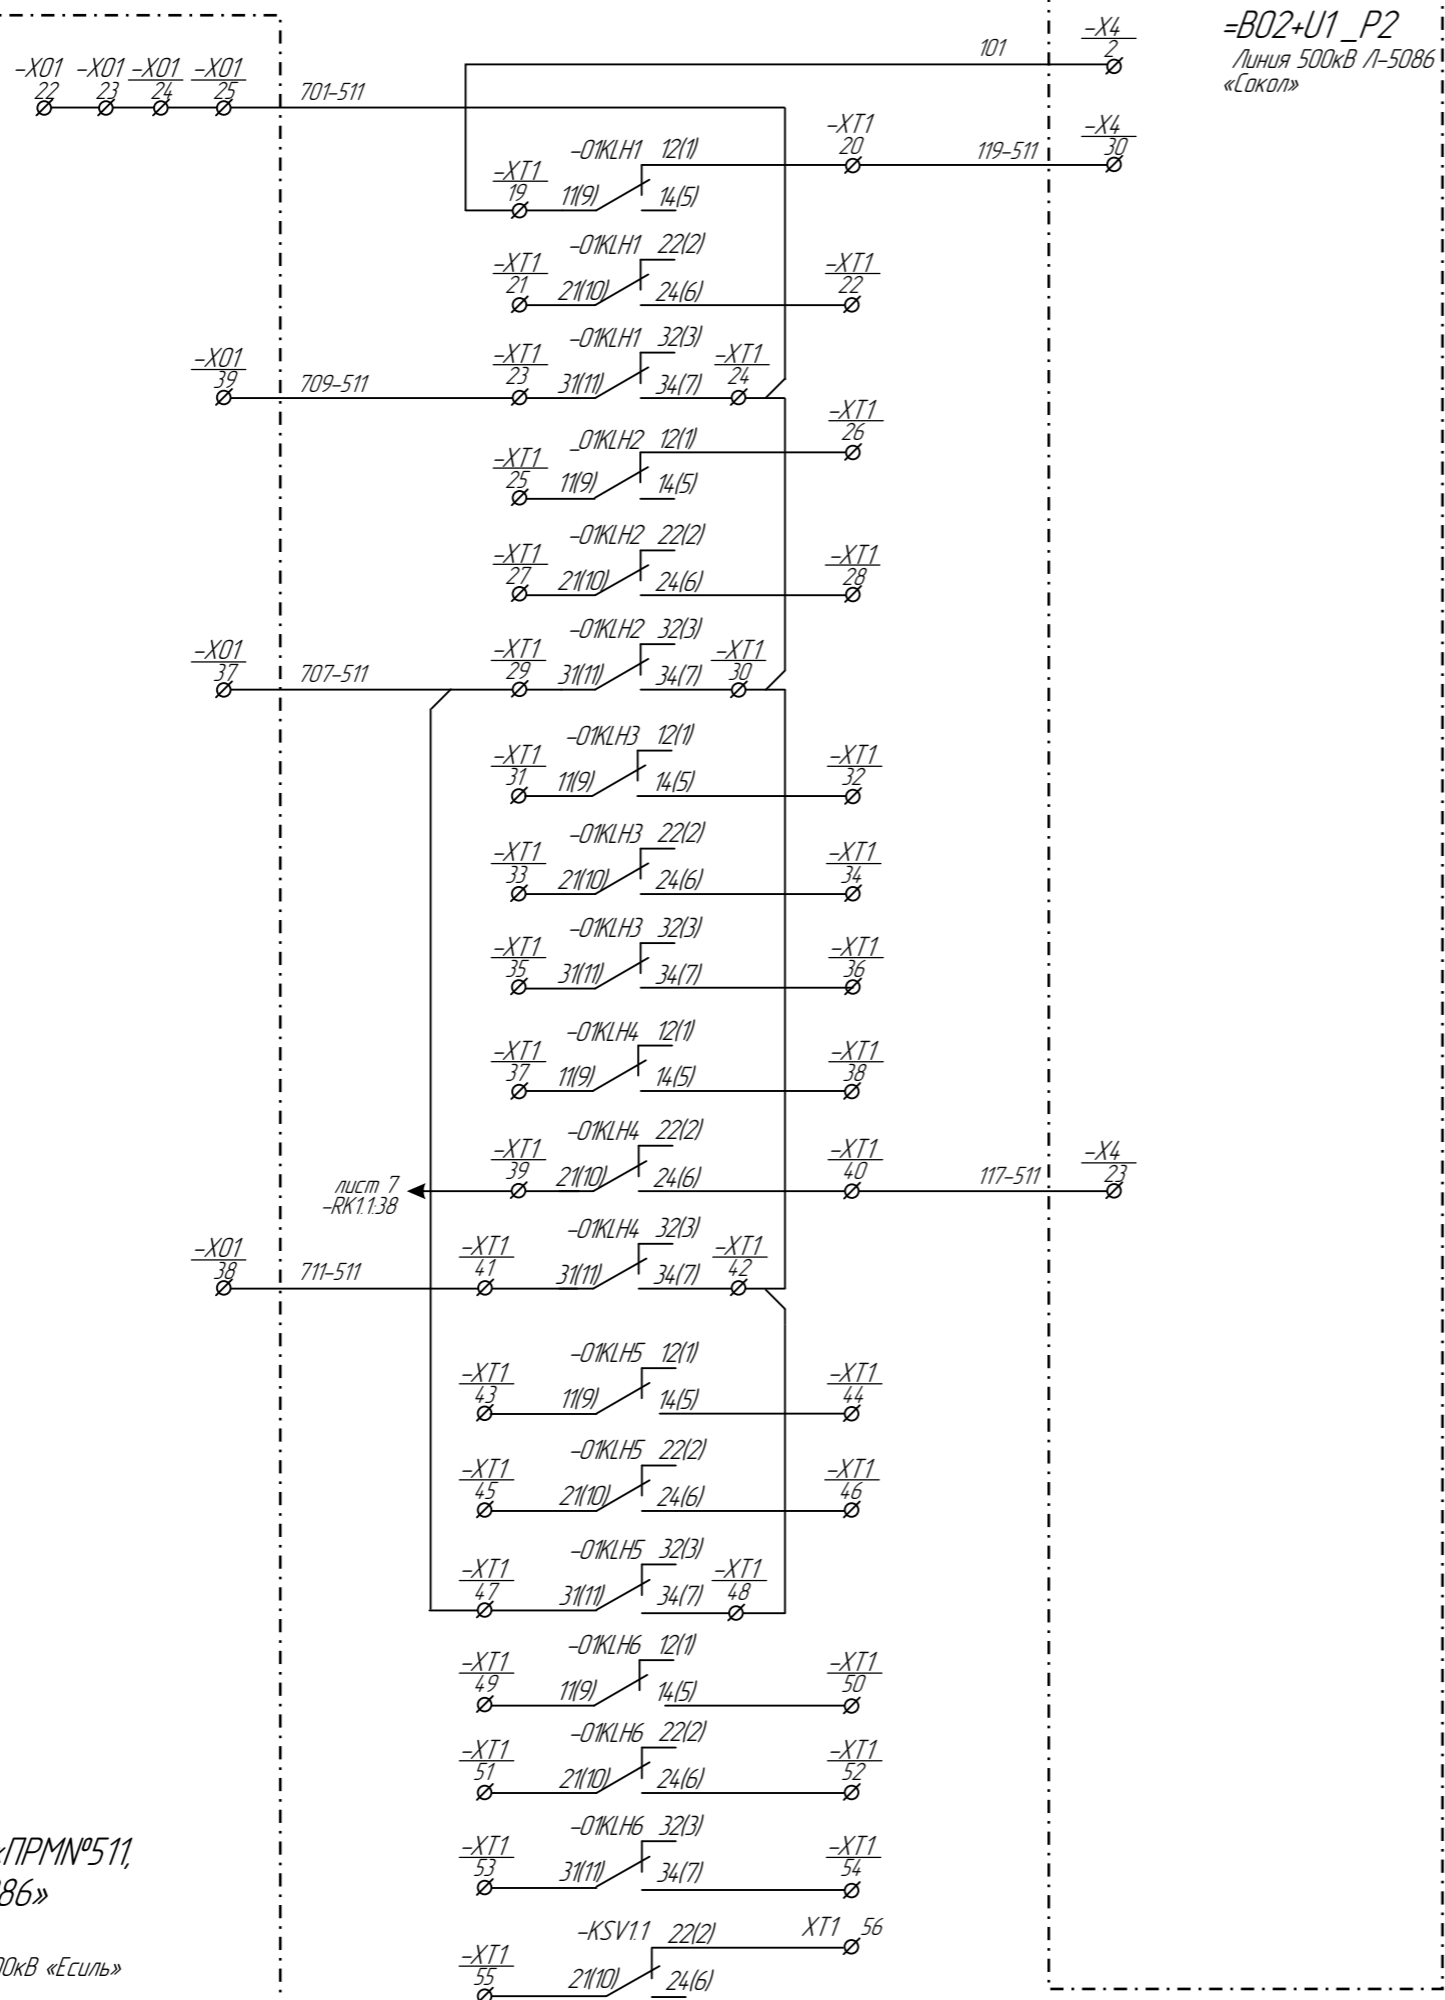 =B02+U1_P2
Линия 500кВ Л-5086
«Сокол»
101
-X4
2
-X01 -X01 -X01 -X01
22 23 24 25
701-511
-01KLH1 12(1)
-XT1
20
119-511
-X4
30
-XT1
19
11(9)
14(5)
-01KLH1 22(2)
-XT1
21
21(10)
24(6)
-XT1
22
-01KLH1 32(3)
-X01
39
709-511
-XT1
23
31(11)
34(7)
-XT1
24
_01KLH2 12(1)
-XT1
26
-XT1
25
11(9)
14(5)
-01KLH2 22(2)
-XT1
27
21(10)
24(6)
-XT1
28
-01KLH2 32(3)
-X01
37
707-511
-XT1
29
31(11)
34(7)
-XT1
30
-01KLH3 12(1)
-XT1
31
11(9)
14(5)
-XT1
32
-01KLH3 22(2)
-XT1
33
21(10)
24(6)
-XT1
34
-01KLH3 32(3)
-XT1
35
31(11)
34(7)
-XT1
36
-01KLH4 12(1)
-XT1
37
11(9)
14(5)
-XT1
38
-01KLH4 22(2)
лист 7
-RK1.1:38
-XT1
39
21(10)
24(6)
-XT1
40
117-511
-X4
23
-01KLH4 32(3)
-X01
38
711-511
-XT1
41
31(11)
34(7)
-XT1
42
-01KLH5 12(1)
-XT1
43
11(9)
14(5)
-XT1
44
-01KLH5 22(2)
-XT1
45
21(10)
24(6)
-XT1
46
-01KLH5 32(3)
-XT1
47
31(11)
34(7)
-XT1
48
-01KLH6 12(1)
-XT1
49
11(9)
14(5)
-XT1
50
-01KLH6 22(2)
-XT1
51
21(10)
24(6)
-XT1
52
-01KLH6 32(3)
-XT1
53
31(11)
34(7)
-XT1
54
«ПРМ№511,
86»
0кВ «Есиль»
-KSV1.1 22(2)
XT1 56
-XT1
55
21(10)
24(6)